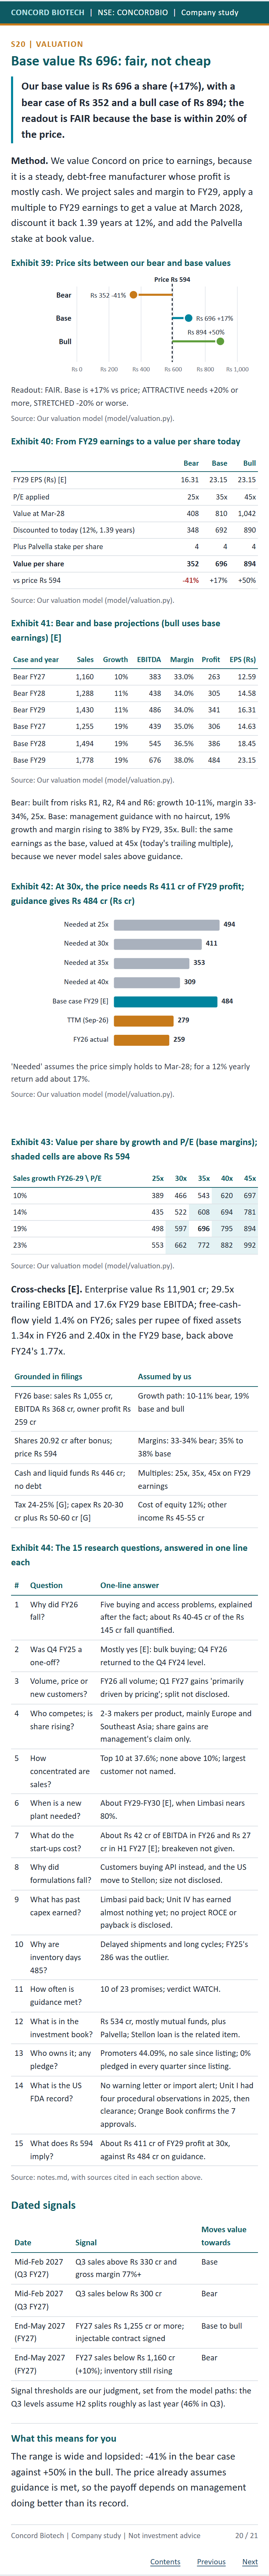 CONCORD BIOTECH | NSE: CONCORDBIO | Company study
S20 | VALUATION
Base value Rs 696: fair, not cheap
Our base value is Rs 696 a share (+17%), with a
bear case of Rs 352 and a bull case of Rs 894; the
readout is FAIR because the base is within 20% of
the price.
Method. We value Concord on price to earnings, because
it is a steady, debt-free manufacturer whose profit is
mostly cash. We project sales and margin to FY29, apply a
multiple to FY29 earnings to get a value at March 2028,
discount it back 1.39 years at 12%, and add the Palvella
stake at book value.
Exhibit 39: Price sits between our bear and base values
Price Rs 594
Bear Rs 352 -41%
Base Rs 696 +17%
Rs 894 +50%
Bull
Rs 0 Rs 200 Rs 400 Rs 600 Rs 800 Rs 1,000
Readout: FAIR. Base is +17% vs price; ATTRACTIVE needs +20% or
more, STRETCHED -20% or worse.
Source: Our valuation model (model/valuation.py).
Exhibit 40: From FY29 earnings to a value per share today
Bear Base Bull
FY29 EPS (Rs) [E] 16.31 23.15 23.15
P/E applied 25x 35x 45x
Value at Mar-28 408 810 1,042
Discounted to today (12%, 1.39 years) 348 692 890
Plus Palvella stake per share 4 4 4
Value per share 352 696 894
vs price Rs 594 -41% +17% +50%
Source: Our valuation model (model/valuation.py).
Exhibit 41: Bear and base projections (bull uses base
earnings) [E]
Case and year Sales Growth EBITDA Margin Profit EPS (Rs)
Bear FY27 1,160 10% 383 33.0% 263 12.59
Bear FY28 1,288 11% 438 34.0% 305 14.58
Bear FY29 1,430 11% 486 34.0% 341 16.31
Base FY27 1,255 19% 439 35.0% 306 14.63
Base FY28 1,494 19% 545 36.5% 386 18.45
Base FY29 1,778 19% 676 38.0% 484 23.15
Source: Our valuation model (model/valuation.py).
Bear: built from risks R1, R2, R4 and R6: growth 10-11%, margin 33-
34%, 25x. Base: management guidance with no haircut, 19%
growth and margin rising to 38% by FY29, 35x. Bull: the same
earnings as the base, valued at 45x (today's trailing multiple),
because we never model sales above guidance.
Exhibit 42: At 30x, the price needs Rs 411 cr of FY29 profit;
guidance gives Rs 484 cr (Rs cr)
Needed at 25x 494
Needed at 30x 411
Needed at 35x 353
Needed at 40x 309
Base case FY29 [E] 484
TTM (Sep-26) 279
FY26 actual 259
'Needed' assumes the price simply holds to Mar-28; for a 12% yearly
return add about 17%.
Source: Our valuation model (model/valuation.py).
Exhibit 43: Value per share by growth and P/E (base margins);
shaded cells are above Rs 594
Sales growth FY26-29 \ P/E 25x 30x 35x 40x 45x
10% 389 466 543 620 697
14% 435 522 608 694 781
19% 498 597 696 795 894
23% 553 662 772 882 992
Source: Our valuation model (model/valuation.py).
Cross-checks [E]. Enterprise value Rs 11,901 cr; 29.5x
trailing EBITDA and 17.6x FY29 base EBITDA; free-cash-
flow yield 1.4% on FY26; sales per rupee of fixed assets
1.34x in FY26 and 2.40x in the FY29 base, back above
FY24's 1.77x.
Grounded in filings Assumed by us
FY26 base: sales Rs 1,055 cr, Growth path: 10-11% bear, 19%
EBITDA Rs 368 cr, owner profit Rs base and bull
259 cr
Shares 20.92 cr after bonus; Margins: 33-34% bear; 35% to
price Rs 594 38% base
Cash and liquid funds Rs 446 cr; Multiples: 25x, 35x, 45x on FY29
no debt earnings
Tax 24-25% [G]; capex Rs 20-30 Cost of equity 12%; other
cr plus Rs 50-60 cr [G] income Rs 45-55 cr
Exhibit 44: The 15 research questions, answered in one line
each
# Question One-line answer
1 Why did FY26 Five buying and access problems, explained
fall? after the fact; about Rs 40-45 cr of the Rs
145 cr fall quantified.
2 Was Q4 FY25 a Mostly yes [E]: bulk buying; Q4 FY26
one-off? returned to the Q4 FY24 level.
3 Volume, price or FY26 all volume; Q1 FY27 gains 'primarily
new customers? driven by pricing'; split not disclosed.
4 Who competes; is 2-3 makers per product, mainly Europe and
share rising? Southeast Asia; share gains are
management's claim only.
5 How Top 10 at 37.6%; none above 10%; largest
concentrated are customer not named.
sales?
6 When is a new About FY29-FY30 [E], when Limbasi nears
plant needed? 80%.
7 What do the About Rs 42 cr of EBITDA in FY26 and Rs 27
start-ups cost? cr in H1 FY27 [E]; breakeven not given.
8 Why did Customers buying API instead, and the US
formulations fall? move to Stellon; size not disclosed.
9 What has past Limbasi paid back; Unit IV has earned
capex earned? almost nothing yet; no project ROCE or
payback is disclosed.
10 Why are Delayed shipments and long cycles; FY25's
inventory days 286 was the outlier.
485?
11 How often is 10 of 23 promises; verdict WATCH.
guidance met?
12 What is in the Rs 534 cr, mostly mutual funds, plus
investment book? Palvella; Stellon loan is the related item.
13 Who owns it; any Promoters 44.09%, no sale since listing; 0%
pledge? pledged in every quarter since listing.
14 What is the US No warning letter or import alert; Unit I had
FDA record? four procedural observations in 2025, then
clearance; Orange Book confirms the 7
approvals.
15 What does Rs 594 About Rs 411 cr of FY29 profit at 30x,
imply? against Rs 484 cr on guidance.
Source: notes.md, with sources cited in each section above.
Dated signals
Moves value
Date Signal towards
Mid-Feb 2027 Q3 sales above Rs 330 cr and Base
(Q3 FY27) gross margin 77%+
Mid-Feb 2027 Q3 sales below Rs 300 cr Bear
(Q3 FY27)
End-May 2027 FY27 sales Rs 1,255 cr or more; Base to bull
(FY27) injectable contract signed
End-May 2027 FY27 sales below Rs 1,160 cr Bear
(FY27) (+10%); inventory still rising
Signal thresholds are our judgment, set from the model paths: the
Q3 levels assume H2 splits roughly as last year (46% in Q3).
What this means for you
The range is wide and lopsided: -41% in the bear case
against +50% in the bull. The price already assumes
guidance is met, so the payoff depends on management
doing better than its record.
Concord Biotech | Company study | Not investment advice 20 / 21
Contents Previous Next